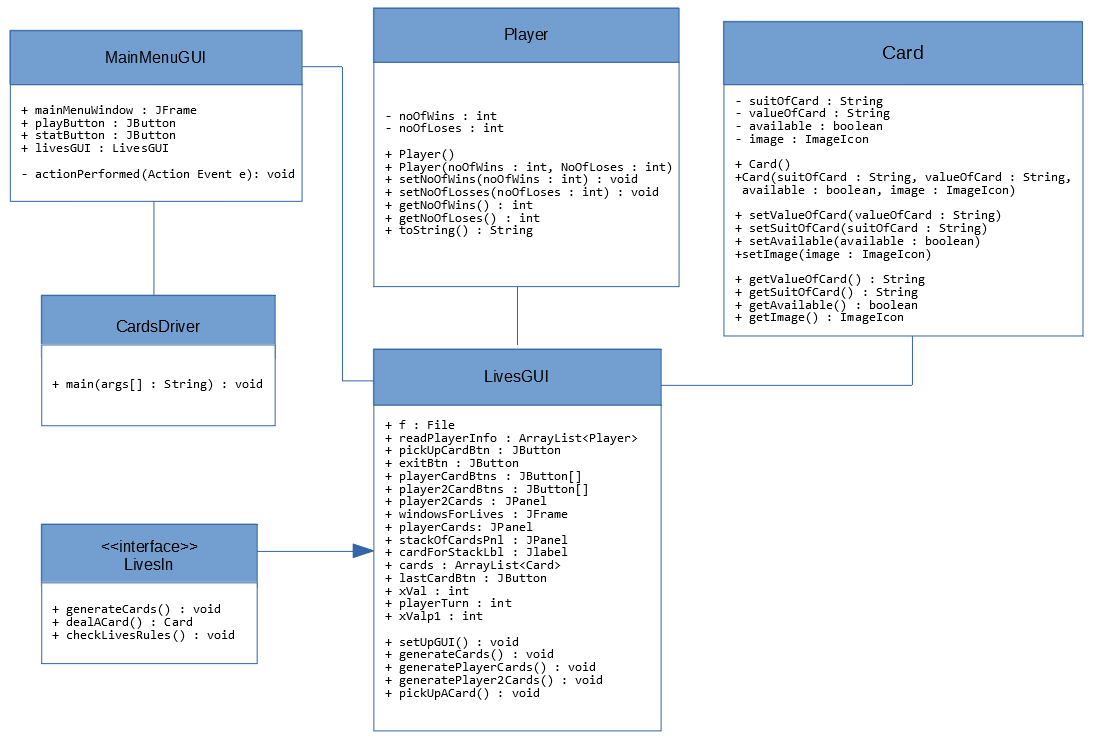 MainMenuGUI
+ mainMenuWindow : JFrame
+ playButton : JButton
+ statButton : JButton
+ livesGUI : LivesGUI
- actionPerformed(Action Event e): void
Player
- noOfWins : int
- noOfLoses : int
+ Player()
+ Player(noOfWins : int, NoOfLoses : int)
+ setNoOfWins(noOfWins : int) : void
+ setNoOfLosses(noOfLoses : int) : void
+ getNoOfWins() : int
+ getNoOfLoses() : int
+ toString() : String
Card
- suitOfCard : String
- valueOfCard : String
- available : boolean
- image : ImageIcon
+ Card()
+Card(suitOfCard : String, valueOfCard : String,
available : boolean, image : ImageIcon)
+ setValueOfCard(valueOfCard : String)
+ setSuitOfCard(suitOfCard : String)
+ setAvailable(available : boolean)
+setImage(image : ImageIcon)
+ getValueOfCard() : String
+ getSuitOfCard() : String
+ getAvailable() : boolean
+ getImage() : ImageIcon
CardsDriver
+ main(args[] : String) : void
LivesGUI
+ f : File
+ readPlayerInfo : ArrayList<Player>
+ pickUpCardBtn : JButton
+ exitBtn : JButton
+ playerCardBtns : JButton[]
+ player2CardBtns : JButton[]
+ player2Cards : JPanel
+ windowsForLives : JFrame
+ playerCards: JPanel
+ stackOfCardsPnl : JPanel
+ cardForStackLbl : Jlabel
+ cards : ArrayList<Card>
+ lastCardBtn : JButton
+ xVal : int
+ playerTurn : int
+ xValp1 : int
+ setUpGUI() : void
+ generateCards() : void
+ generatePlayerCards() : void
+ generatePlayer2Cards() : void
+ pickUpACard() : void
<<interface>>
LivesIn
+ generateCards() : void
+ dealACard() : Card
+ checkLivesRules() : void